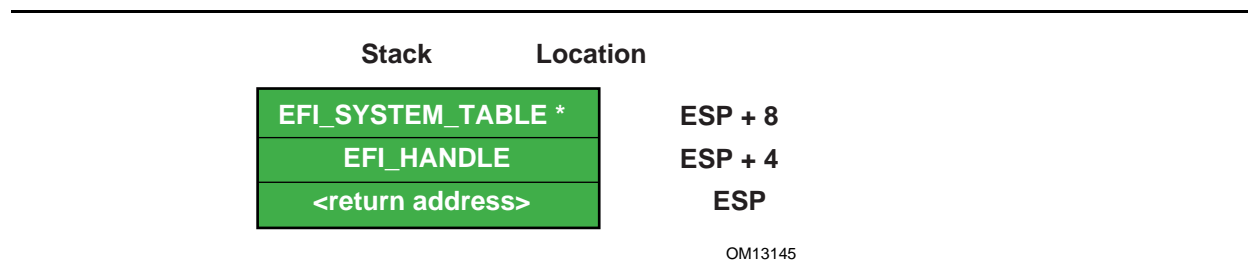 Stack Location
EFI_SYSTEM_TABLE * ESP + 8
EFI_HANDLE ESP + 4
<return address> ESP
OM13145